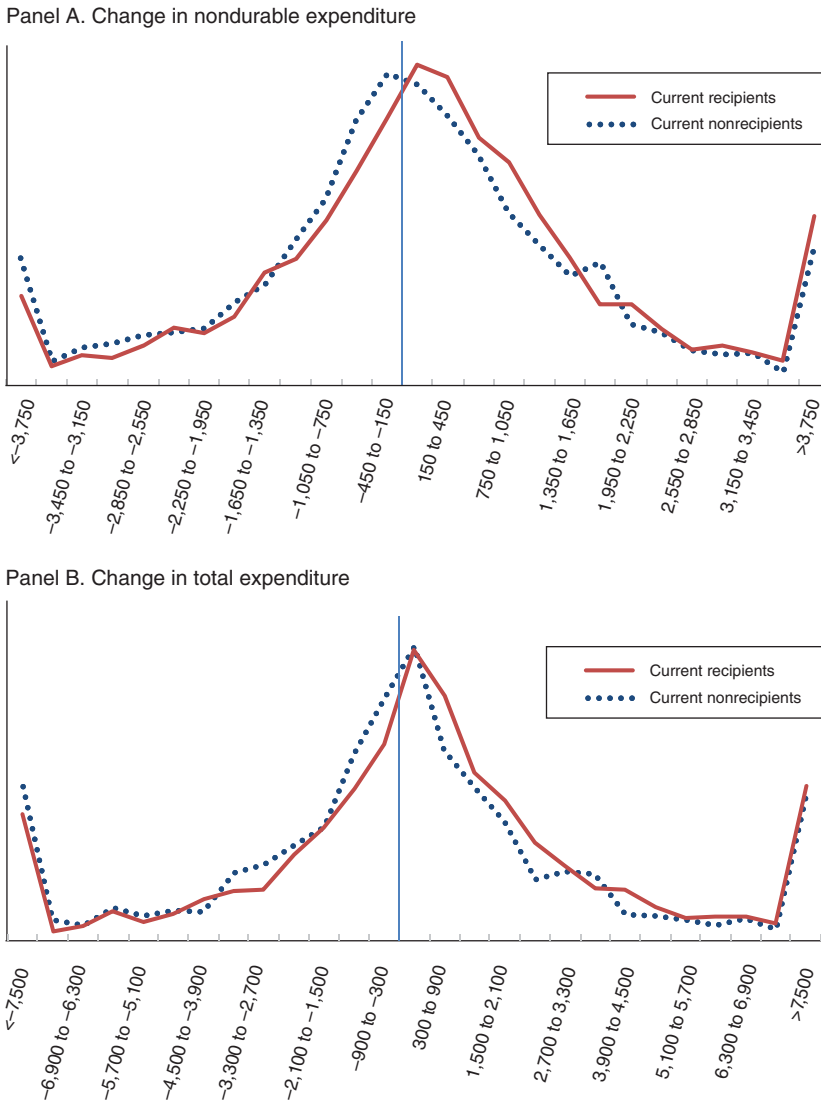 Panel A. Change in nondurable expenditure
Current recipients
Current nonrecipients
<–3,750
–3,450 to –3,150
–2,850 to –2,550
–2,250 to –1,950
–1,650 to –1,350
–1,050 to –750
–450 to –150
150 to 450
750 to 1,050
1,350 to 1,650
1,950 to 2,250
2,550 to 2,850
3,150 to 3,450
>3,750
Panel B. Change in total expenditure
Current recipients
Current nonrecipients
<–7,500
–6,900 to –6,300
–5,700 to –5,100
–4,500 to –3,900
–3,300 to –2,700
–2,100 to –1,500
–900 to –300
300 to 900
1,500 to 2,100
2,700 to 3,300
3,900 to 4,500
5,100 to 5,700
6,300 to 6,900
>7,500